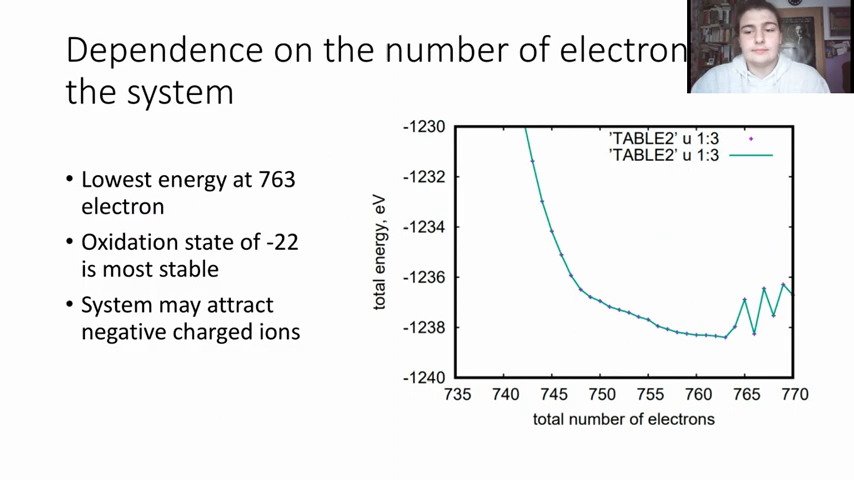 Dependence on the number of electron
the system
• Lowest energy at 763
electron
• Oxidation state of -22
is most stable
• System may attract
negative charged ions
'TABLE2' u 1:3
'TABLE2' u 1:3
-1230
-1232
-1234
-1236
-1238
-1240
total energy, eV
735 740 745 750 755 760 765 770
total number of electrons